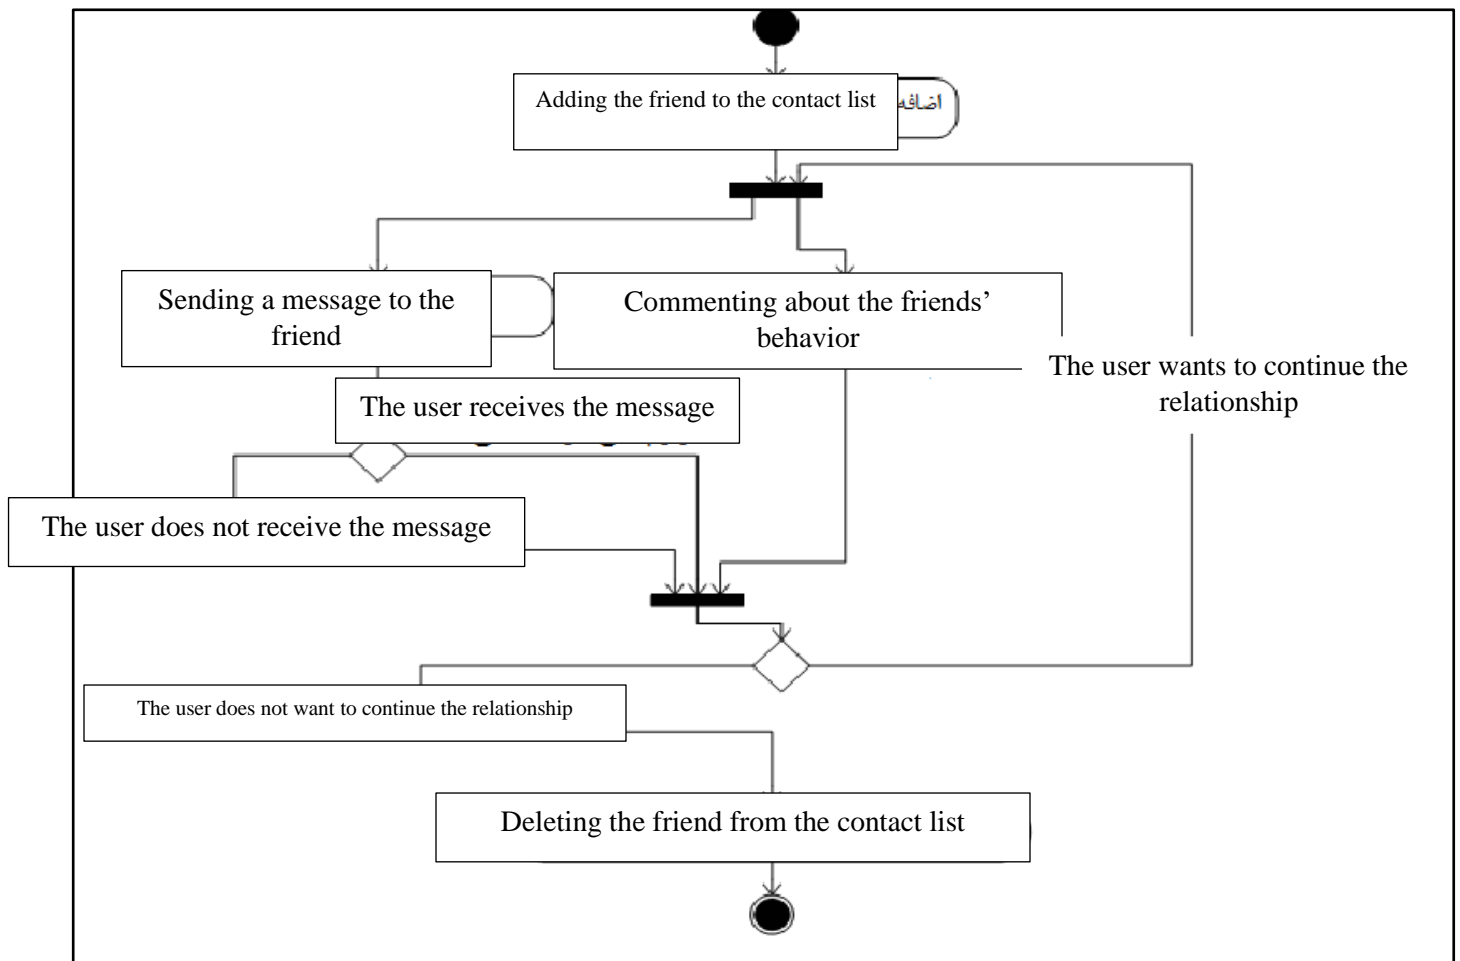 Adding the friend to the contact list
اضافه
Sending a message to the
friend
Commenting about the friends’
behavior
The user wants to continue the
relationship
The user receives the message
The user does not receive the message
The user does not want to continue the relationship
Deleting the friend from the contact list